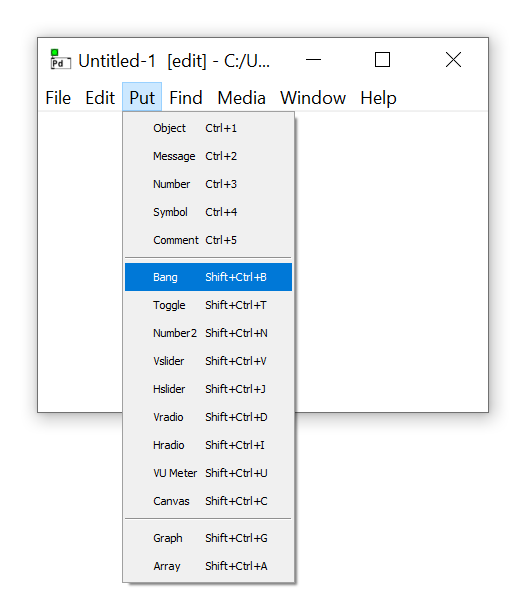 Pd Untitled-1 [edit] - C:/U...
File Edit Put Find Media Window Help
Object Ctrl+1
Message Ctrl+2
Number Ctrl+3
Symbol Ctrl+4
Comment Ctrl+5
Bang Shift+Ctrl+B
Toggle Shift+Ctrl+T
Number2 Shift+Ctrl+N
Vslider Shift+Ctrl+V
Hslider Shift+Ctrl+J
Vradio Shift+Ctrl+D
Hradio Shift+Ctrl+I
VU Meter Shift+Ctrl+U
Canvas Shift+Ctrl+C
Graph Shift+Ctrl+G
Array Shift+Ctrl+A